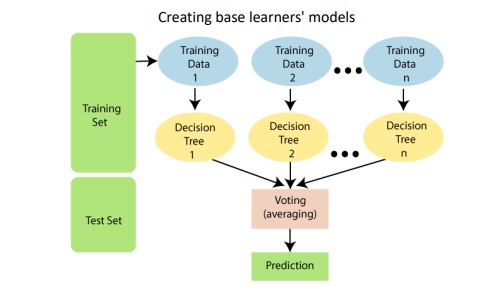 Creating base learners' models
Training
Data
1
Training
Data
2
Training
Data
n
Training
Set
Decision
Tree
1
Decision
Tree
2
Decision
Tree
n
Test Set
Voting
(averaging)
Prediction